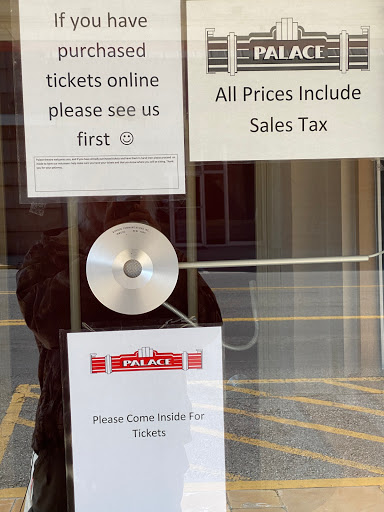 If you have
purchased
tickets online
please see us
first ☺
PALACE
All Prices Include
Sales Tax
PALACE
Please Come Inside For
Tickets